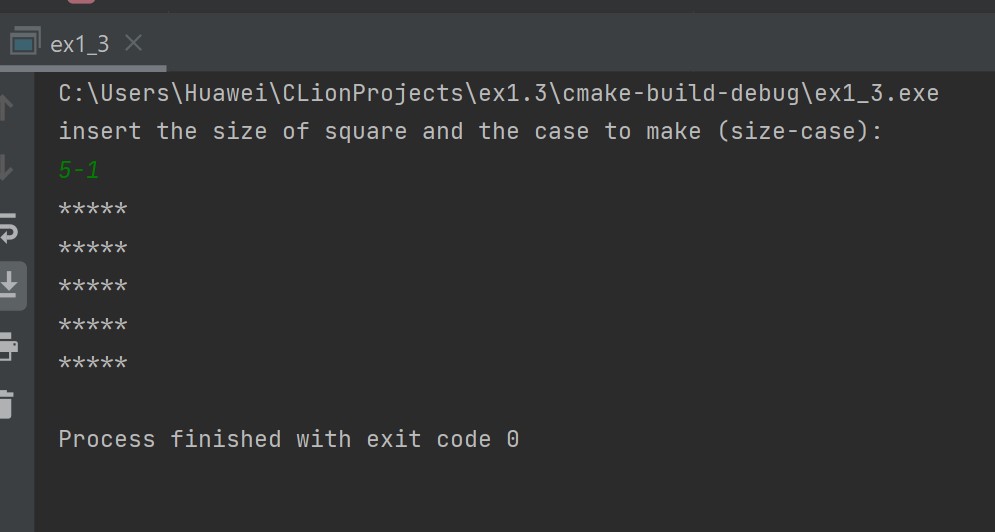 ex1_3
C:\Users\Huawei\CLionProjects\ex1.3\cmake-build-debug\ex1_3.exe
insert the size of square and the case to make (size-case):
5-1
*****
*****
*****
*****
*****
Process finished with exit code 0